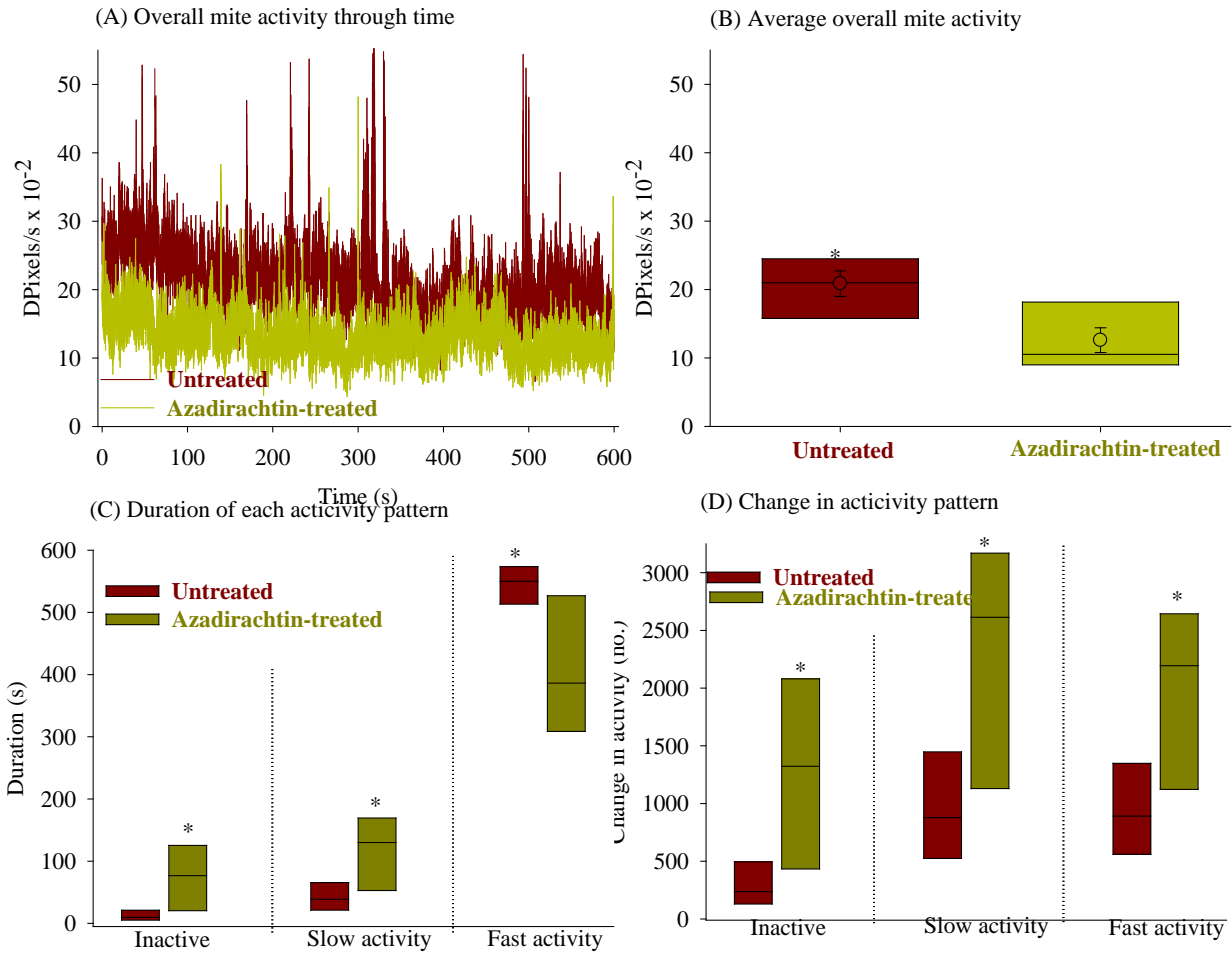 (A) Overall mite activity through time
(B) Average overall mite activity
50
40
30
20
10
0
DPixels/s x 10-2
Untreated
Azadirachtin-treated
0 100 200 300 400 500 600
Time (s)
50
40
30
20
10
0
DPixels/s x 10-2
*
Untreated
Azadirachtin-treated
(C) Duration of each acticivity pattern
(D) Change in acticivity pattern
600
500
400
300
200
100
0
Duration (s)
Untreated
Azadirachtin-treated
*
*
*
Inactive Slow activity Fast activity
3000
2500
2000
1500
1000
500
0
Change in activity (no.)
Untreated
Azadirachtin-treate
*
*
*
Inactive Slow activity Fast activity